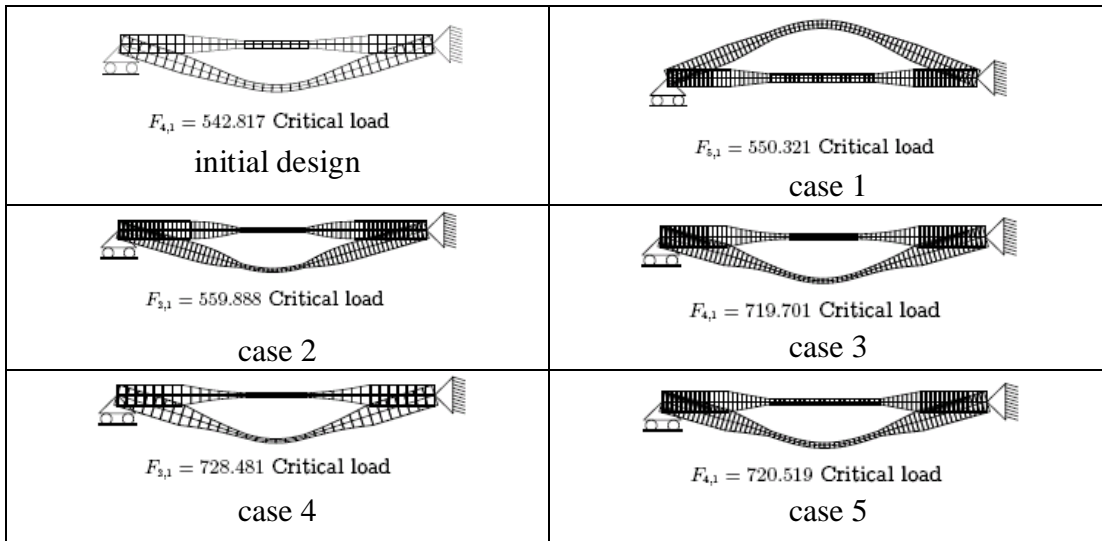 F₄,₁ = 542.817 Critical load
initial design
F₅,₁ = 550.321 Critical load
case 1
F₃,₁ = 559.888 Critical load
case 2
F₄,₁ = 719.701 Critical load
case 3
F₃,₁ = 728.481 Critical load
case 4
F₄,₁ = 720.519 Critical load
case 5